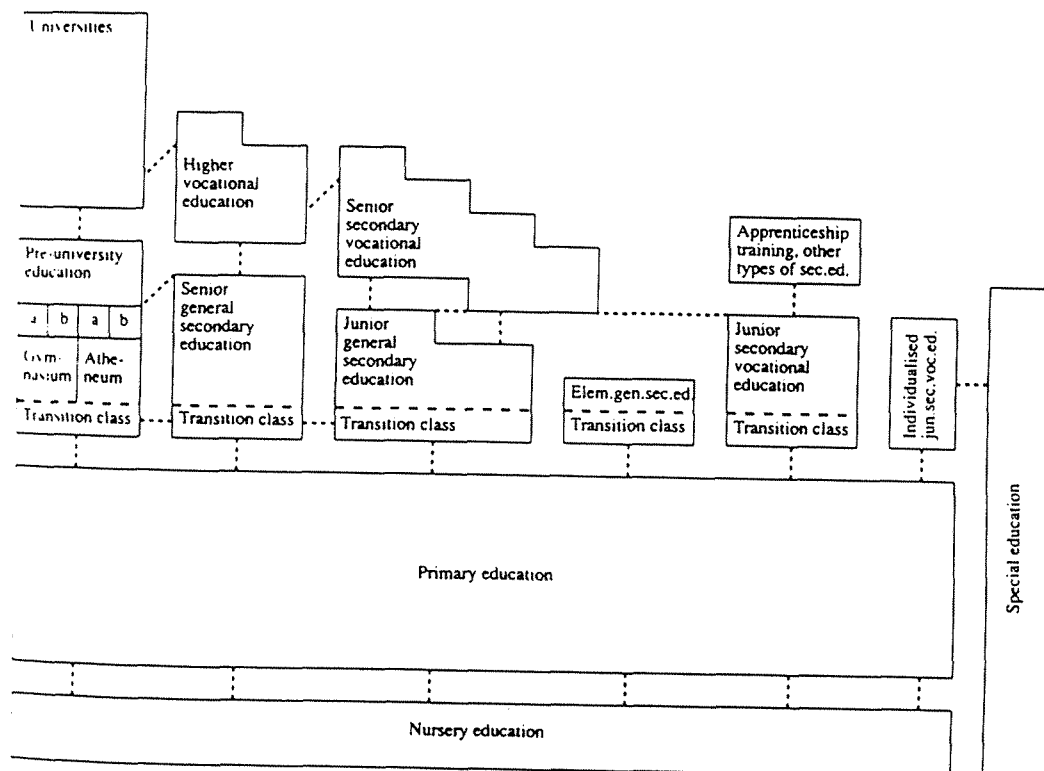 Universities
Higher
vocational
education
Senior
secondary
vocational
education
Apprenticeship
training, other
types of sec.ed.
Pre-university
education
a b a b
Gym-
nasium
Athe-
neum
Transition class
Senior
general
secondary
education
Transition class
Junior
general
secondary
education
Transition class
Elem.gen.sec.ed.
Transition class
Junior
secondary
vocational
education
Transition class
Individualised
jun.sec.voc.ed.
Special education
Primary education
Nursery education